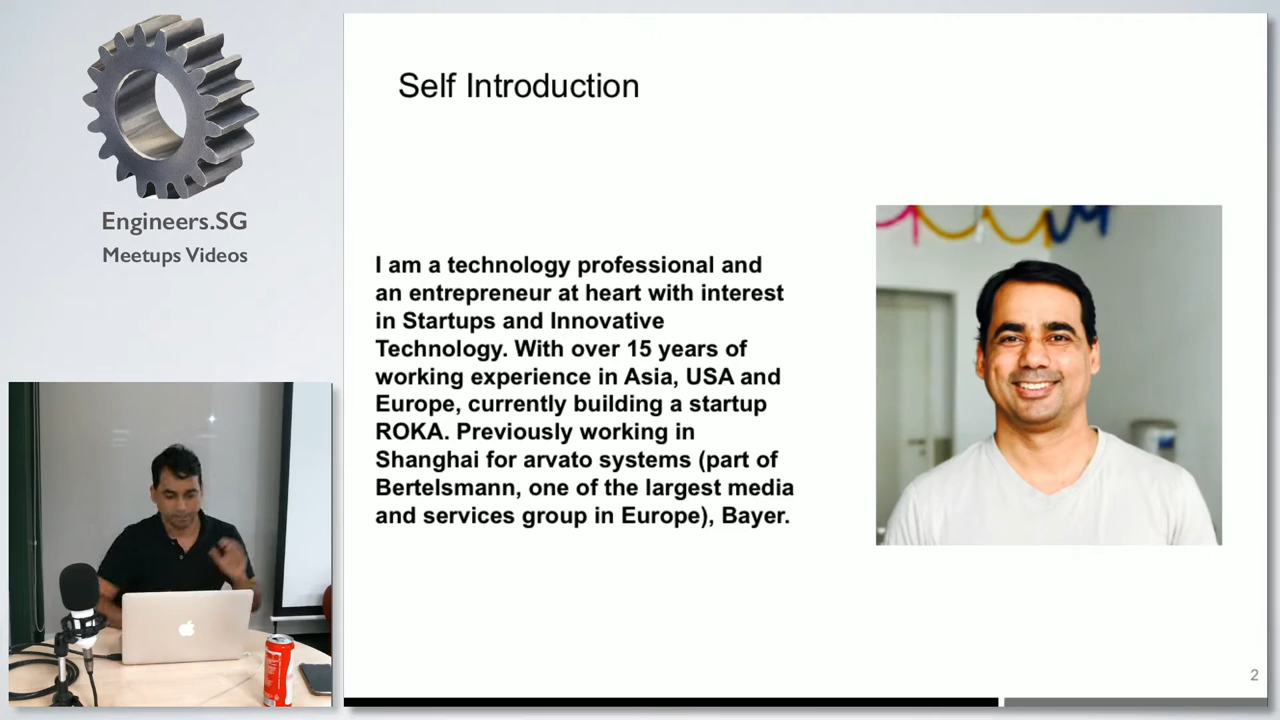 Engineers.SG
Meetups Videos
Self Introduction
I am a technology professional and
an entrepreneur at heart with interest
in Startups and Innovative
Technology. With over 15 years of
working experience in Asia, USA and
Europe, currently building a startup
ROKA. Previously working in
Shanghai for arvato systems (part of
Bertelsmann, one of the largest media
and services group in Europe), Bayer.
2